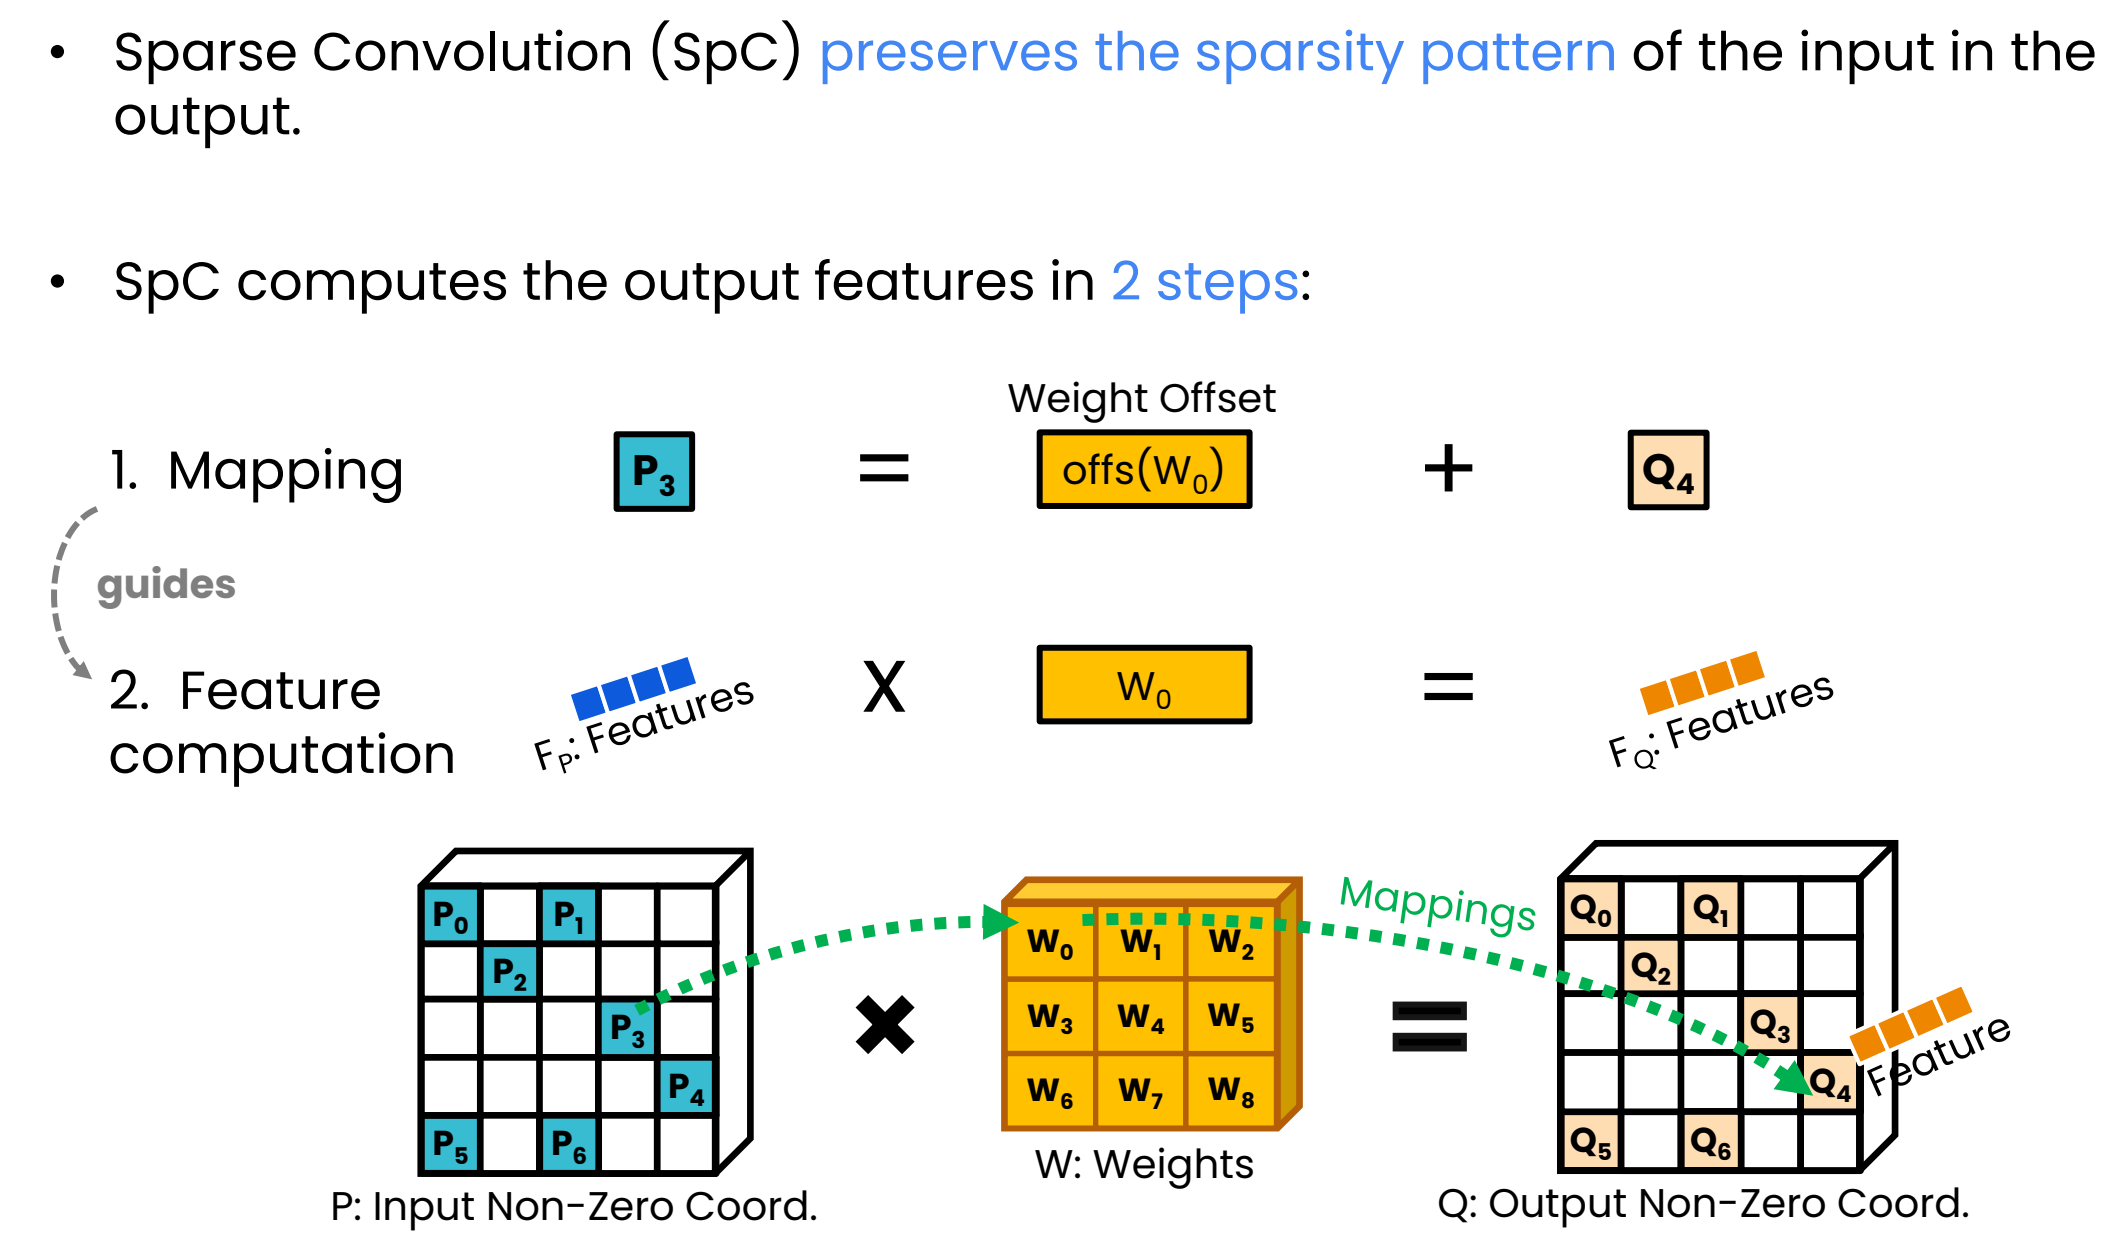 • Sparse Convolution (SpC) preserves the sparsity pattern of the input in the
output.
• SpC computes the output features in 2 steps:
Weight Offset
1. Mapping P₃ = offs(W₀) + Q₄
guides
2. Feature
computation
F_P: Features X W₀ = F_Q: Features
P₀ P₁
P₂
P₃
P₄
P₅ P₆
P: Input Non-Zero Coord.
W₀ W₁ W₂
W₃ W₄ W₅
W₆ W₇ W₈
W: Weights
Mappings
=
Q₀ Q₁
Q₂
Q₃
Q₄
Q₅ Q₆
Feature
Q: Output Non-Zero Coord.